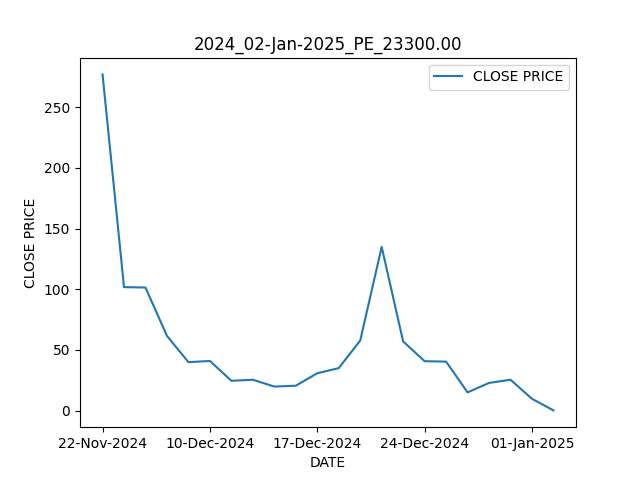 2024_02-Jan-2025_PE_23300.00
CLOSE PRICE
250
200
150
100
50
0
CLOSE PRICE
22-Nov-2024 10-Dec-2024 17-Dec-2024 24-Dec-2024 01-Jan-2025
DATE